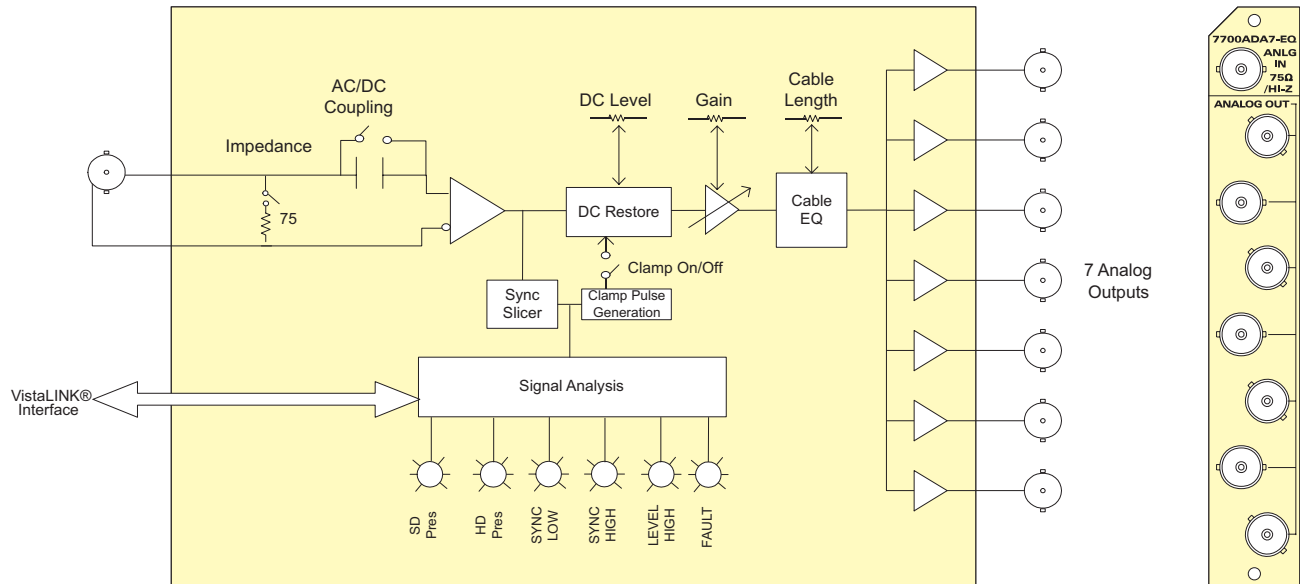 AC/DC
Coupling
Impedance
75
DC Level
Gain
Cable
Length
DC Restore
Cable
EQ
Clamp On/Off
Sync
Slicer
Clamp Pulse
Generation
Signal Analysis
VistaLINK®
Interface
SD
Pres
HD
Pres
SYNC
LOW
SYNC
HIGH
LEVEL
HIGH
FAULT
7 Analog
Outputs
7700ADA7-EQ
ANLG
IN
75Ω
/HI-Z
ANALOG OUT